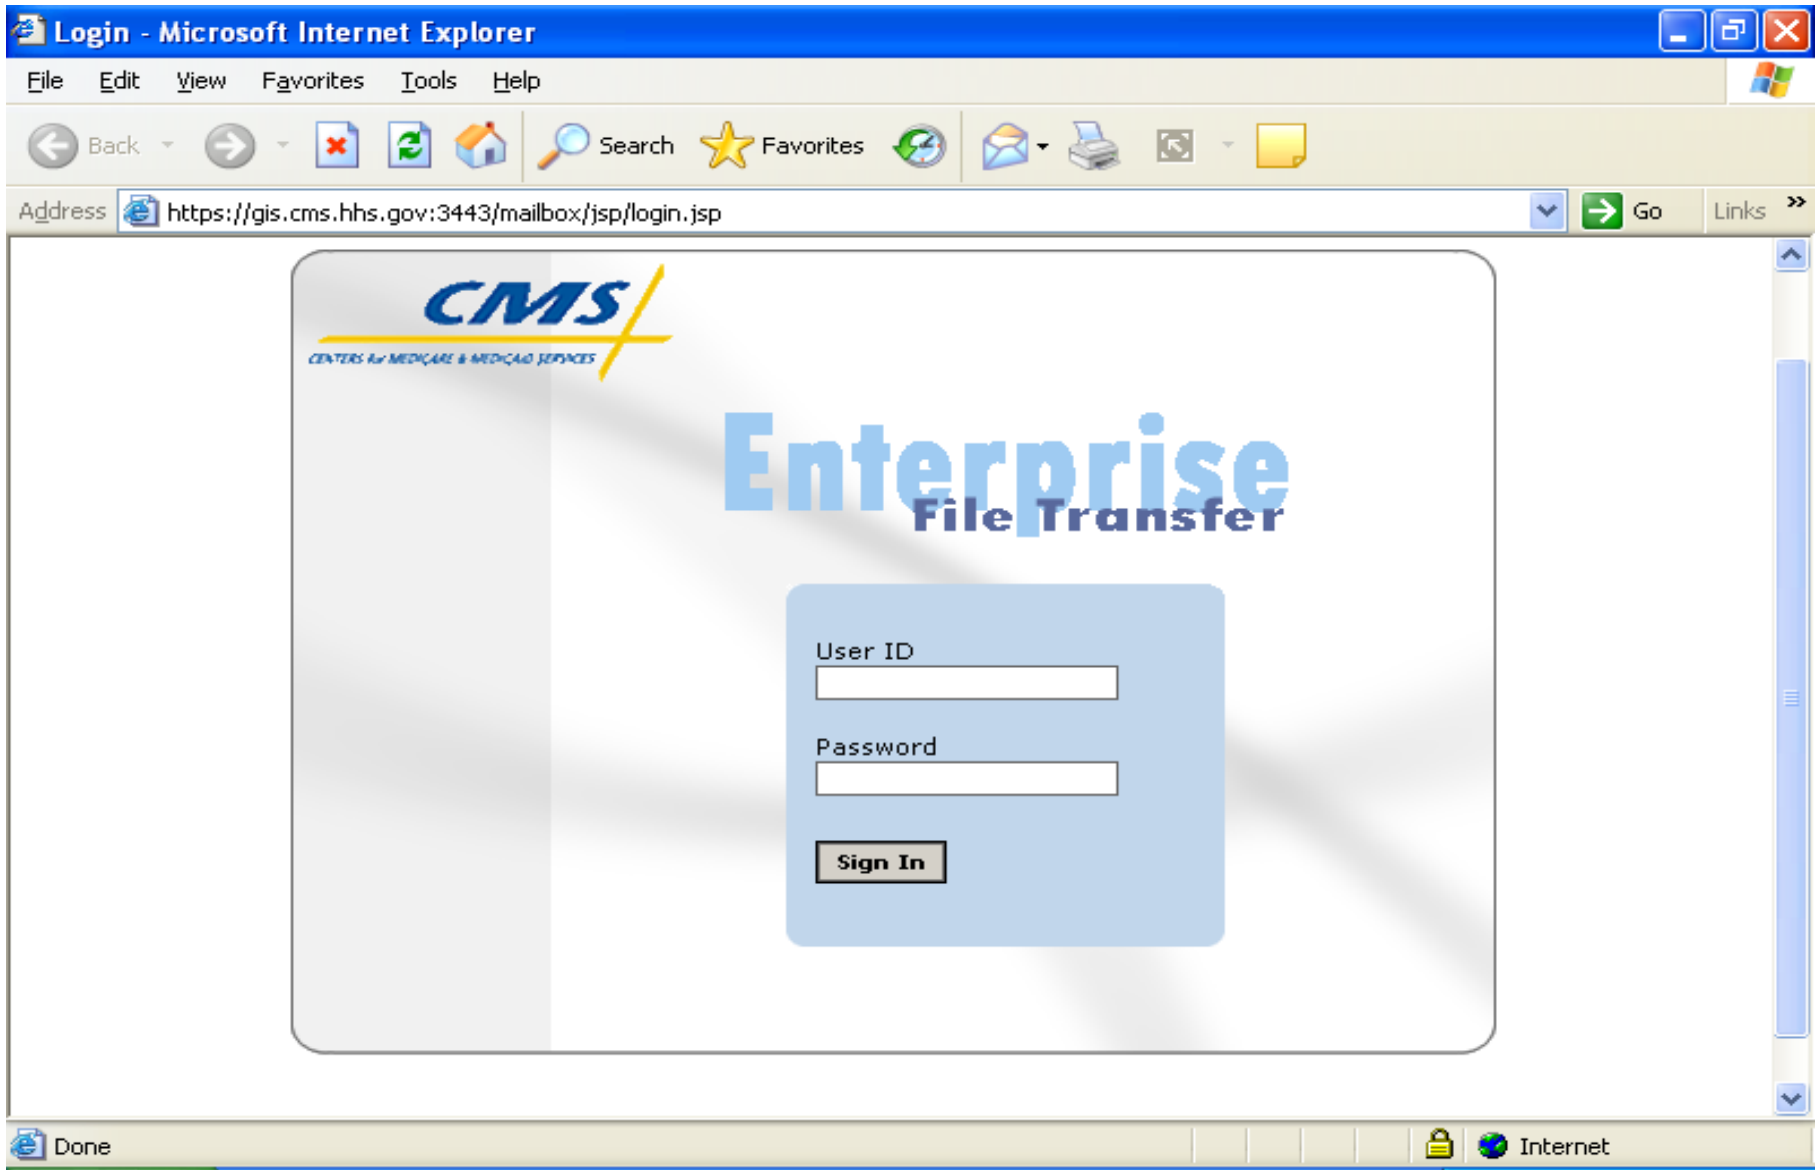 Login - Microsoft Internet Explorer
File Edit View Favorites Tools Help
Back Search Favorites
Address https://gis.cms.hhs.gov:3443/mailbox/jsp/login.jsp Go Links »
CMS
CENTERS for MEDICARE & MEDICAID SERVICES
Enterprise
File Transfer
User ID
Password
Sign In
Done Internet